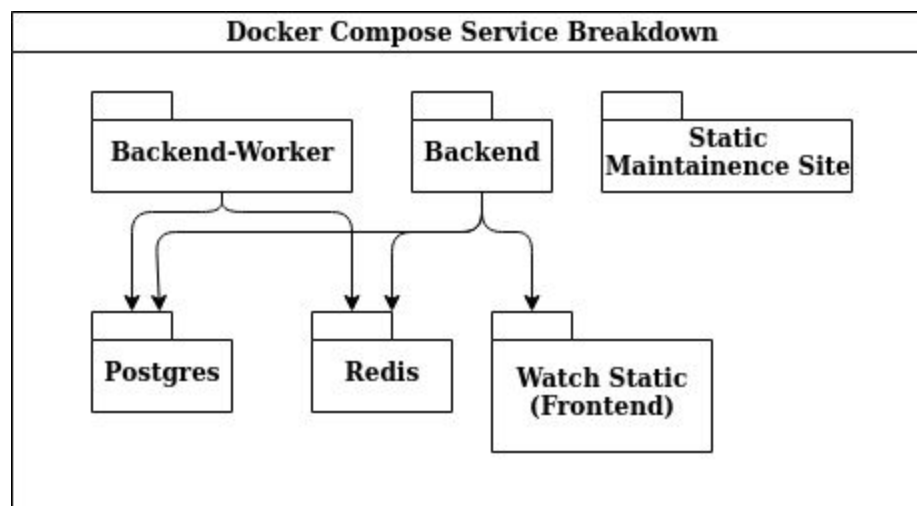 Docker Compose Service Breakdown
Backend-Worker
Backend
Static
Maintainence Site
Postgres
Redis
Watch Static
(Frontend)